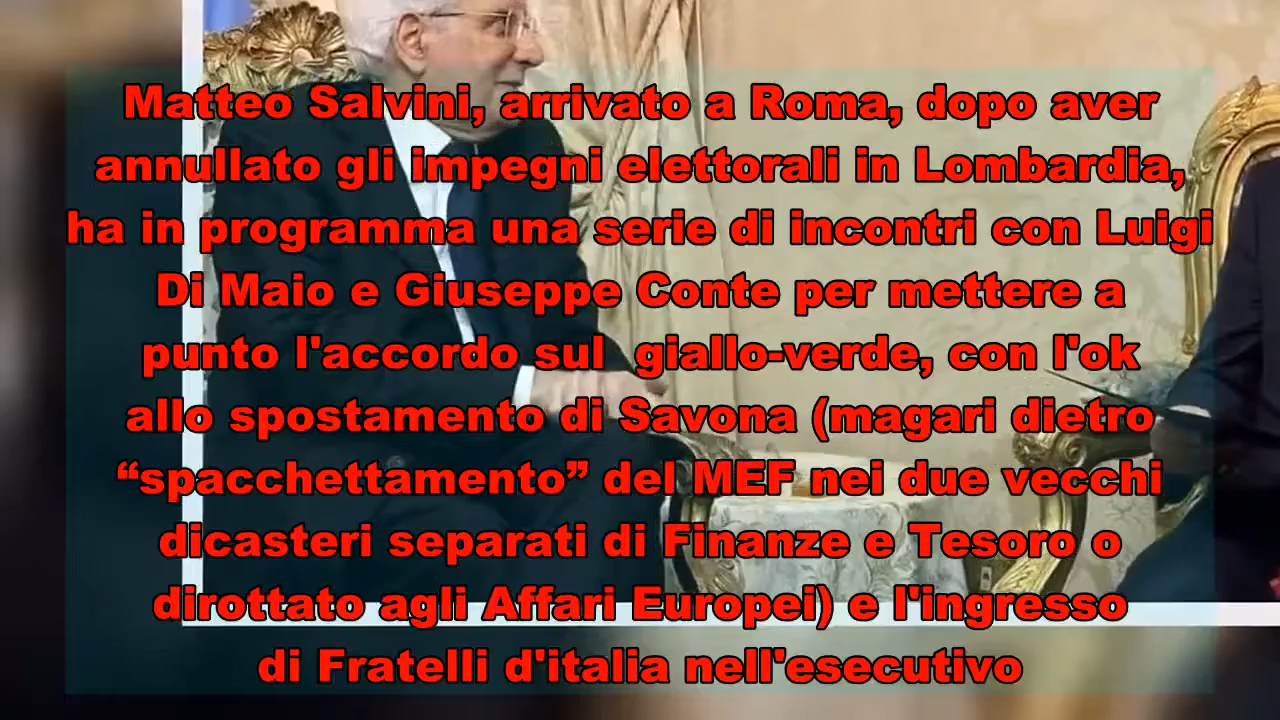 Matteo Salvini, arrivato a Roma, dopo aver
annullato gli impegni elettorali in Lombardia,
ha in programma una serie di incontri con Luigi
Di Maio e Giuseppe Conte per mettere a
punto l'accordo sul  giallo-verde, con l'ok
allo spostamento di Savona (magari dietro
“spacchettamento” del MEF nei due vecchi
dicasteri separati di Finanze e Tesoro o
dirottato agli Affari Europei) e l'ingresso
di Fratelli d'italia nell'esecutivo